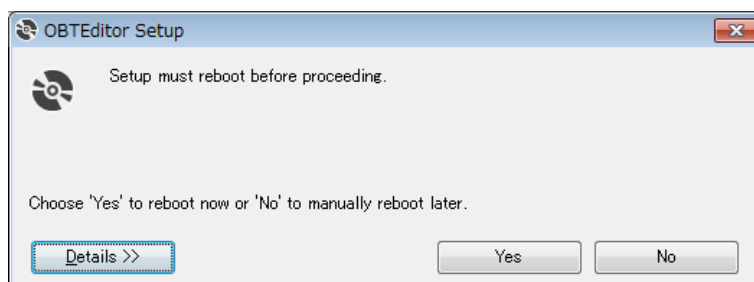 OBTEditor Setup
Setup must reboot before proceeding.
Choose 'Yes' to reboot now or 'No' to manually reboot later.
Details >>
Yes
No